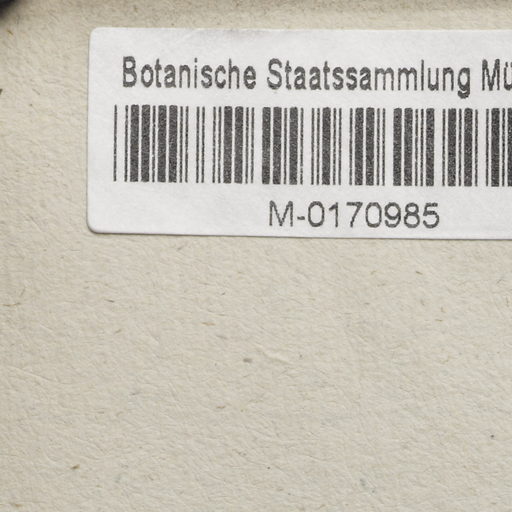 Botanische Staatssammlung Mü
M-0170985